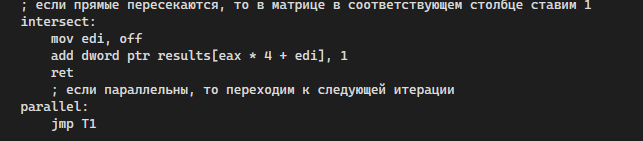 ; если прямые пересекаются, то в матрице в соответствующем столбце ставим 1
intersect:
    mov edi, off
    add dword ptr results[eax * 4 + edi], 1
    ret
    ; если параллельны, то переходим к следующей итерации
parallel:
    jmp T1